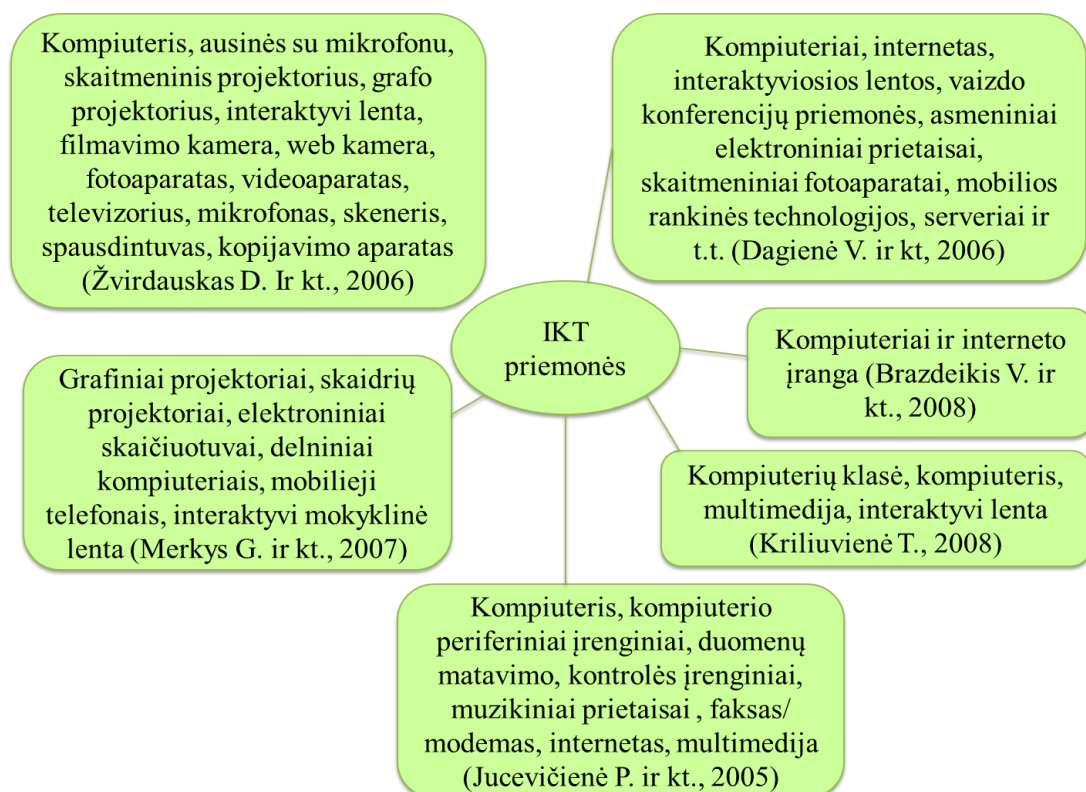 Kompiuteris, ausinės su mikrofonu,
skaitmeninis projektorius, grafo
projektorius, interaktyvi lenta,
filmavimo kamera, web kamera,
fotoaparatas, videoaparatas,
televizorius, mikrofonas, skeneris,
spausdintuvas, kopijavimo aparatas
(Žvirdauskas D. Ir kt., 2006)
Kompiuteriai, internetas,
interaktyviosios lentos, vaizdo
konferencijų priemonės, asmeniniai
elektroniniai prietaisai,
skaitmeniniai fotoaparatai, mobilios
rankinės technologijos, serveriai ir
t.t. (Dagienė V. ir kt, 2006)
IKT
priemonės
Kompiuteriai ir interneto
įranga (Brazdeikis V. ir
kt., 2008)
Grafiniai projektoriai, skaidrių
projektoriai, elektroniniai
skaičiuotuvai, delniniai
kompiuteriais, mobilieji
telefonais, interaktyvi mokyklinė
lenta (Merkys G. ir kt., 2007)
Kompiuterių klasė, kompiuteris,
multimedija, interaktyvi lenta
(Kriliuvienė T., 2008)
Kompiuteris, kompiuterio
periferiniai įrenginiai, duomenų
matavimo, kontrolės įrenginiai,
muzikiniai prietaisai , faksas/
modemas, internetas, multimedija
(Jucevičienė P. ir kt., 2005)